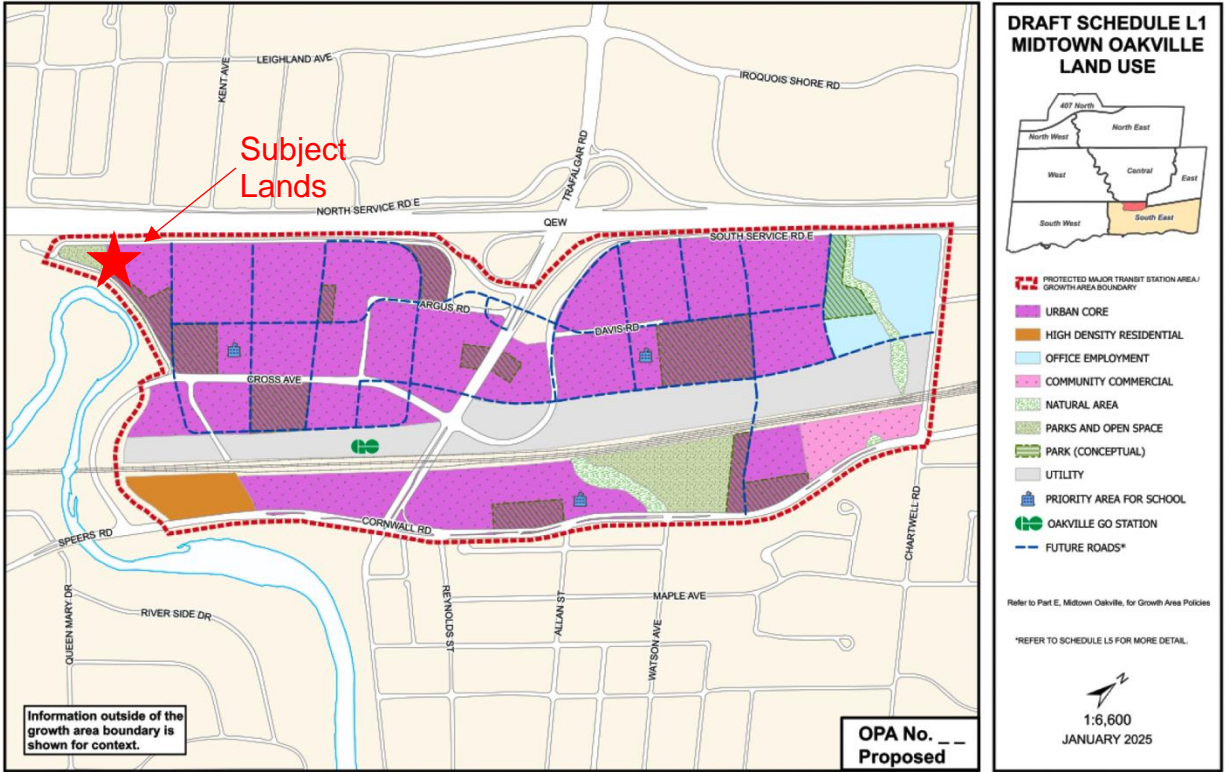 LEIGHLAND AVE
KENT AVE
IROQUOIS SHORE RD
Subject
Lands
TRAFALGAR RD
NORTH SERVICE RD E
QEW
SOUTH SERVICE RD E
ARGUS RD
DAVIS RD
CROSS AVE
GO
CORNWALL RD
SPEERS RD
CHARTWELL RD
QUEEN MARY DR
RIVER SIDE DR
REYNOLDS ST
ALLAN ST
MAPLE AVE
WATSON AVE
Information outside of the
growth area boundary is
shown for context.
OPA No. _ _
Proposed
DRAFT SCHEDULE L1
MIDTOWN OAKVILLE
LAND USE
407 North
North West
North East
West
Central
East
South West
South East
PROTECTED MAJOR TRANSIT STATION AREA /
GROWTH AREA BOUNDARY
URBAN CORE
HIGH DENSITY RESIDENTIAL
OFFICE EMPLOYMENT
COMMUNITY COMMERCIAL
NATURAL AREA
PARKS AND OPEN SPACE
PARK (CONCEPTUAL)
UTILITY
PRIORITY AREA FOR SCHOOL
GO OAKVILLE GO STATION
FUTURE ROADS*
Refer to Part E, Midtown Oakville, for Growth Area Policies
*REFER TO SCHEDULE L5 FOR MORE DETAIL.
N
1:6,600
JANUARY 2025